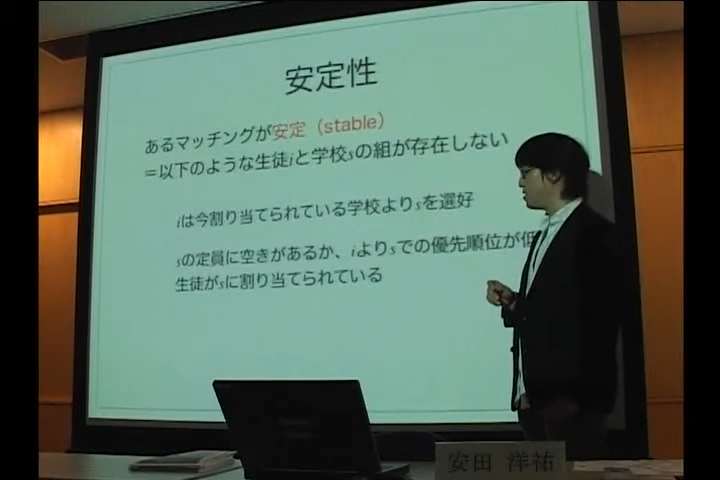 安定性
あるマッチングが安定（stable）
＝以下のような生徒iと学校sの組が存在しない
iは今割り当てられている学校よりsを選好
sの定員に空きがあるか、iよりsでの優先順位が低
生徒がsに割り当てられている
安田 洋祐